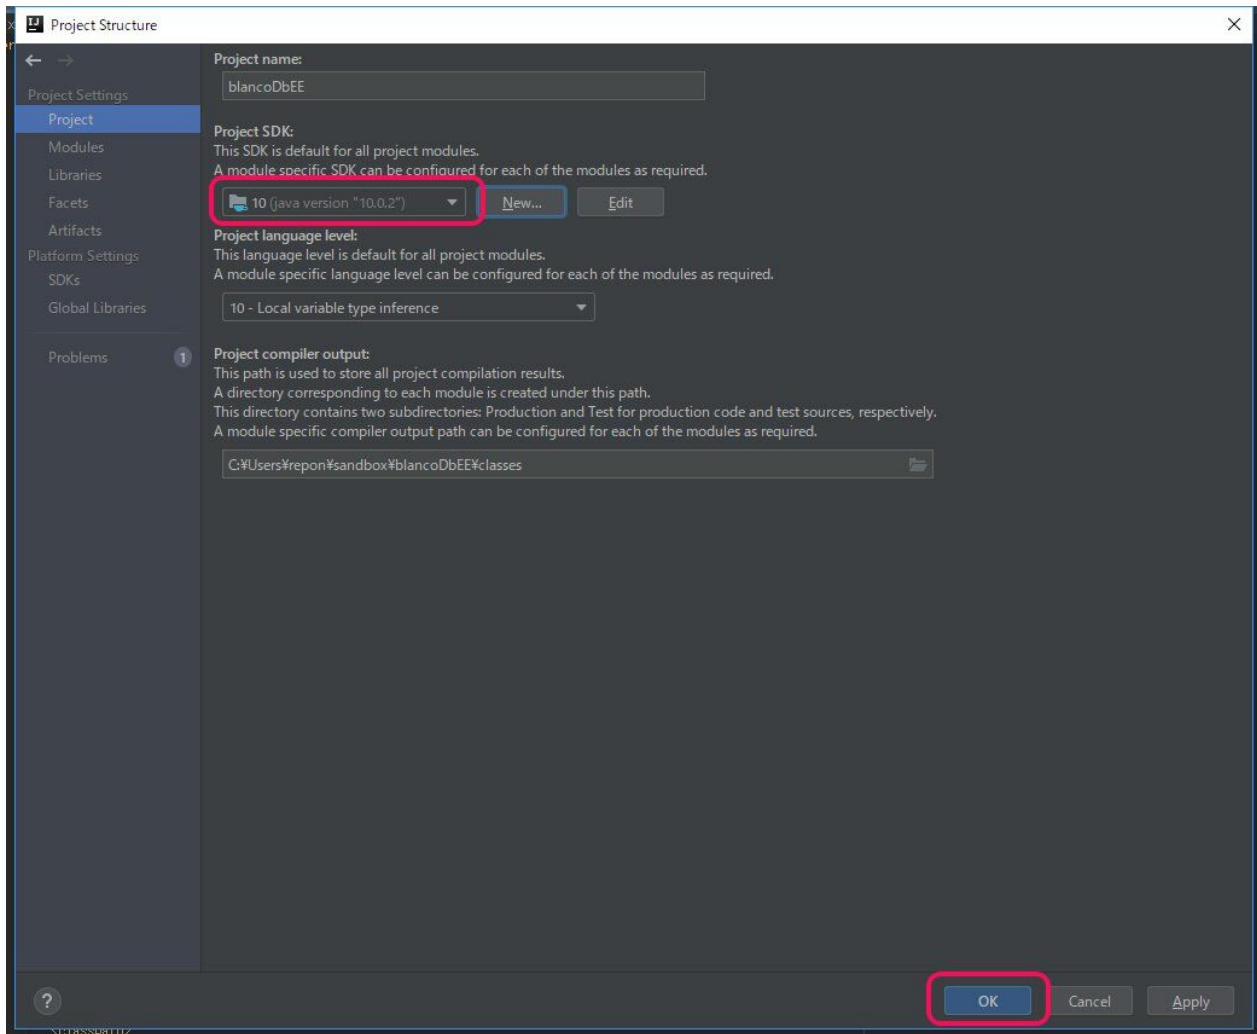 Project Structure
Project Settings
Project
Modules
Libraries
Facets
Artifacts
Platform Settings
SDKs
Global Libraries
Problems 1
Project name:
blancoDbEE
Project SDK:
This SDK is default for all project modules.
A module specific SDK can be configured for each of the modules as required.
10 (java version "10.0.2") New... Edit
Project language level:
This language level is default for all project modules.
A module specific language level can be configured for each of the modules as required.
10 - Local variable type inference
Project compiler output:
This path is used to store all project compilation results.
A directory corresponding to each module is created under this path.
This directory contains two subdirectories: Production and Test for production code and test sources, respectively.
A module specific compiler output path can be configured for each of the modules as required.
C:¥Users¥repon¥sandbox¥blancoDbEE¥classes
? OK Cancel Apply